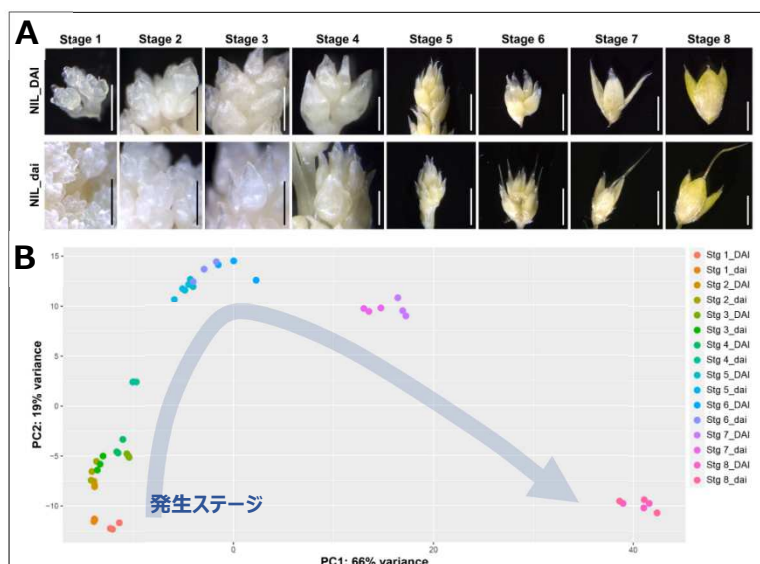 A
Stage 1 Stage 2 Stage 3 Stage 4 Stage 5 Stage 6 Stage 7 Stage 8
NIL_DAI
NIL_dai
B
15
10
5
0
-5
-10
PC2: 19% variance
発生ステージ
0 20 40
PC1: 66% variance
Stg 1_DAI
Stg 1_dai
Stg 2_DAI
Stg 2_dai
Stg 3_DAI
Stg 3_dai
Stg 4_DAI
Stg 4_dai
Stg 5_DAI
Stg 5_dai
Stg 6_DAI
Stg 6_dai
Stg 7_DAI
Stg 7_dai
Stg 8_DAI
Stg 8_dai